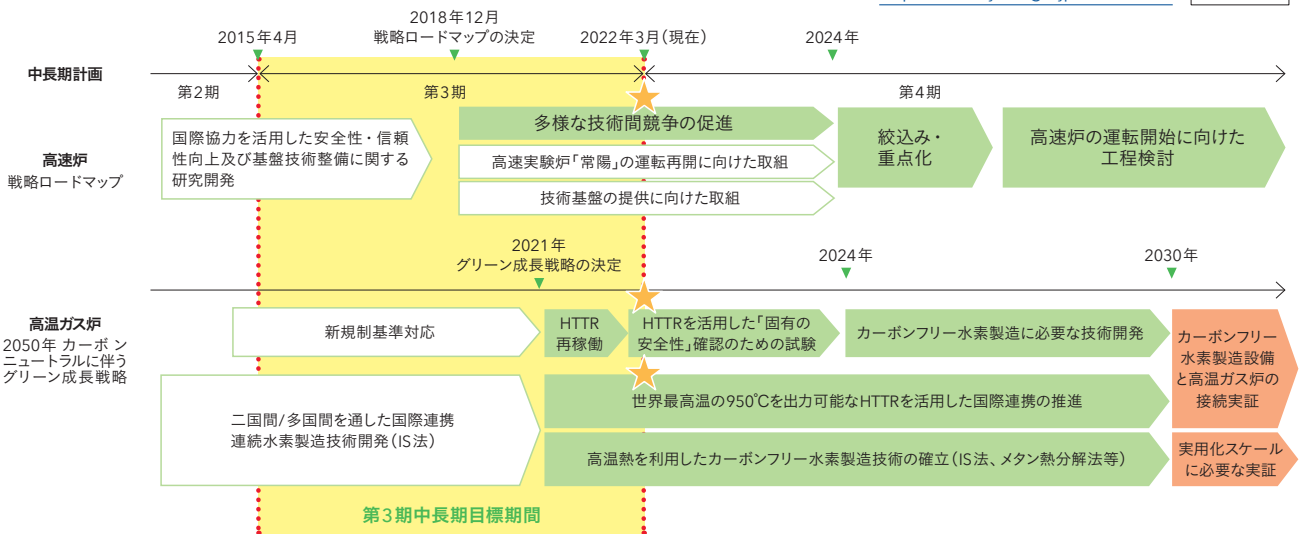 2018年12月
戦略ロードマップの決定
2015年4月
2022年3月(現在)
2024年
中長期計画
第2期
第3期
第4期
高速炉
戦略ロードマップ
国際協力を活用した安全性・信頼
性向上及び基盤技術整備に関する
研究開発
多様な技術間競争の促進
高速実験炉「常陽」の運転再開に向けた取組
技術基盤の提供に向けた取組
絞込み・
重点化
高速炉の運転開始に向けた
工程検討
2021年
グリーン成長戦略の決定
2024年
2030年
高温ガス炉
2050年 カーボン
ニュートラルに伴う
グリーン成長戦略
新規制基準対応
HTTR
再稼働
HTTRを活用した「固有の
安全性」確認のための試験
カーボンフリー水素製造に必要な技術開発
カーボンフリー
水素製造設備
と高温ガス炉の
接続実証
二国間/多国間を通した国際連携
連続水素製造技術開発(IS法)
世界最高温の950℃を出力可能なHTTRを活用した国際連携の推進
高温熱を利用したカーボンフリー水素製造技術の確立(IS法、メタン熱分解法等)
実用化スケール
に必要な実証
第3期中長期目標期間